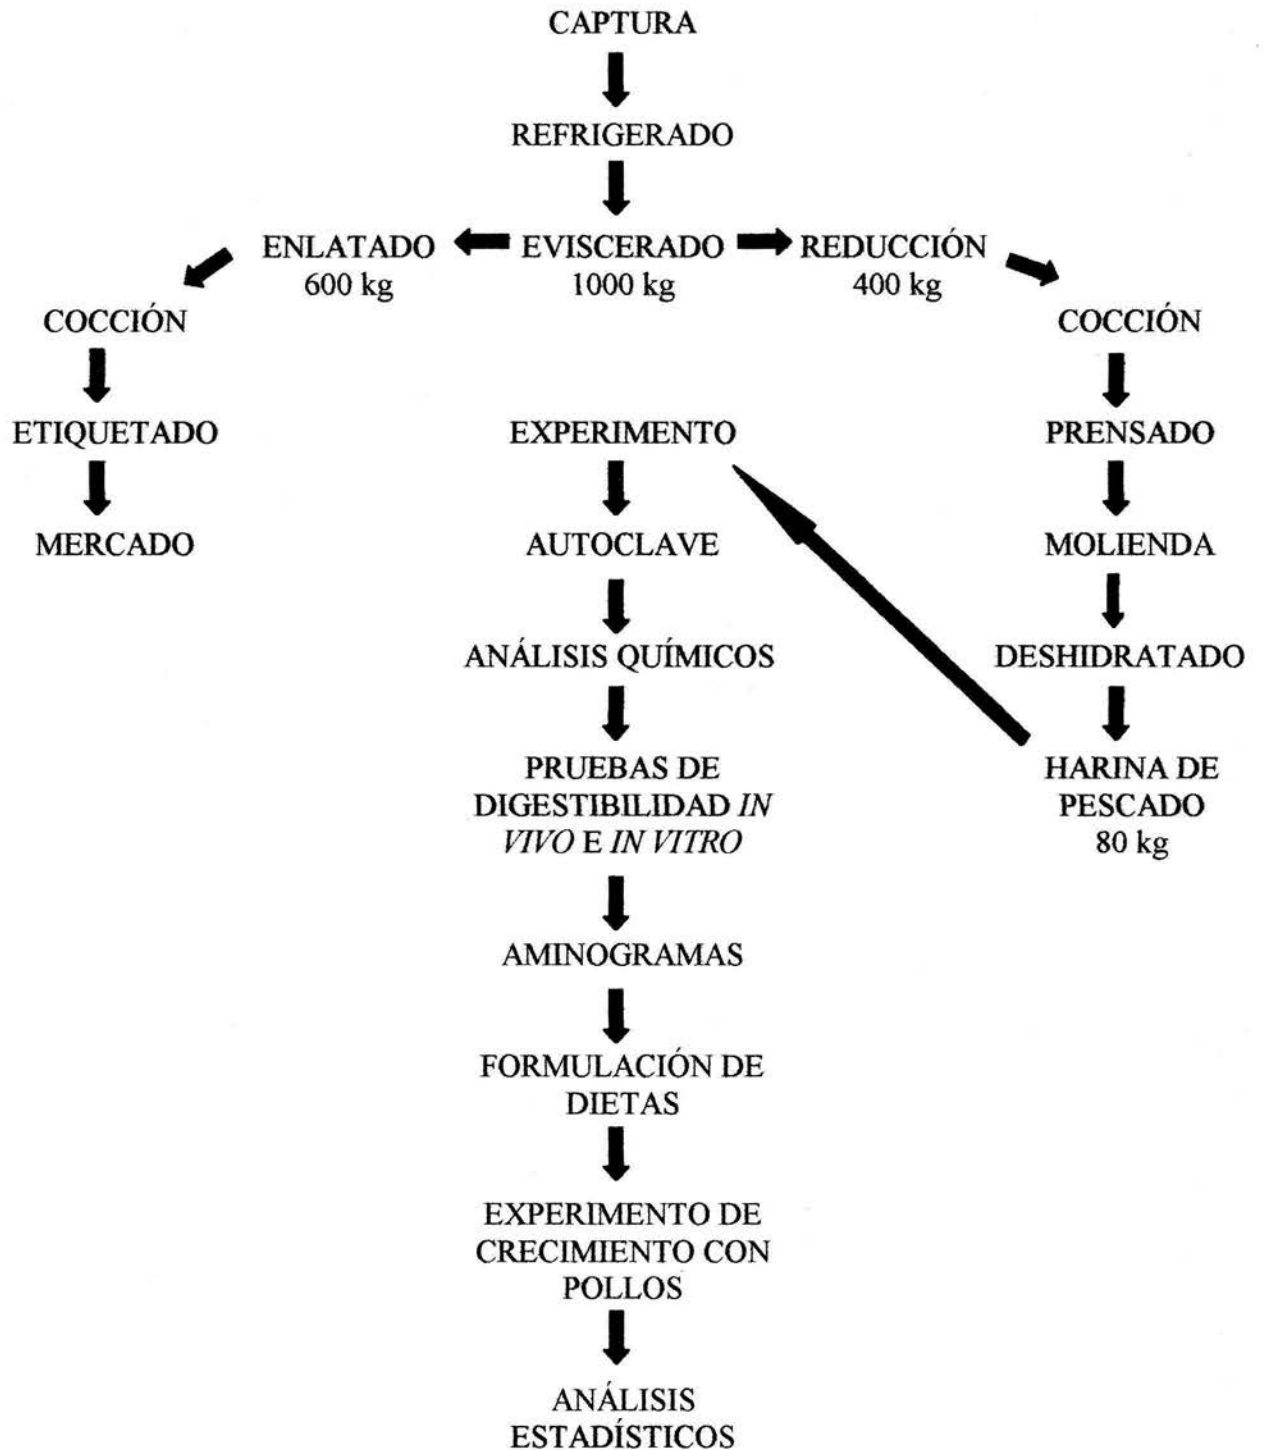 CAPTURA
REFRIGERADO
ENLATADO
600 kg
EVISCERADO
1000 kg
REDUCCIÓN
400 kg
COCCIÓN
ETIQUETADO
MERCADO
COCCIÓN
PRENSADO
MOLIENDA
DESHIDRATADO
HARINA DE
PESCADO
80 kg
EXPERIMENTO
AUTOCLAVE
ANÁLISIS QUÍMICOS
PRUEBAS DE
DIGESTIBILIDAD IN
VIVO E IN VITRO
AMINOGRAMAS
FORMULACIÓN DE
DIETAS
EXPERIMENTO DE
CRECIMIENTO CON
POLLOS
ANÁLISIS
ESTADÍSTICOS